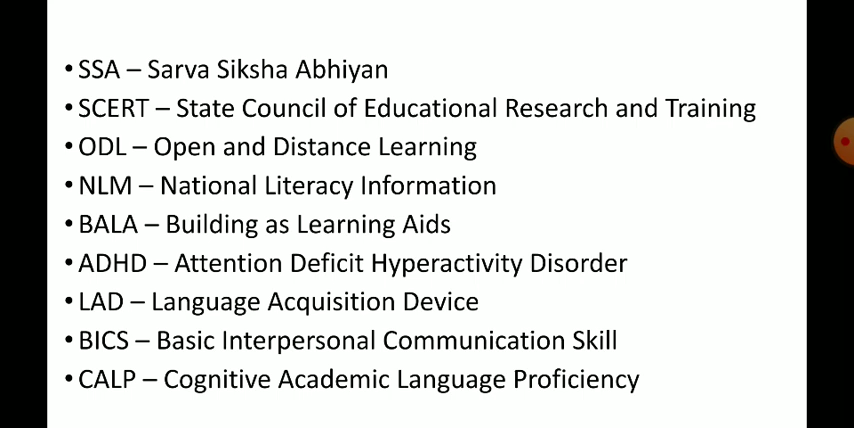 • SSA – Sarva Siksha Abhiyan
• SCERT – State Council of Educational Research and Training
• ODL – Open and Distance Learning
• NLM – National Literacy Information
• BALA – Building as Learning Aids
• ADHD – Attention Deficit Hyperactivity Disorder
• LAD – Language Acquisition Device
• BICS – Basic Interpersonal Communication Skill
• CALP – Cognitive Academic Language Proficiency